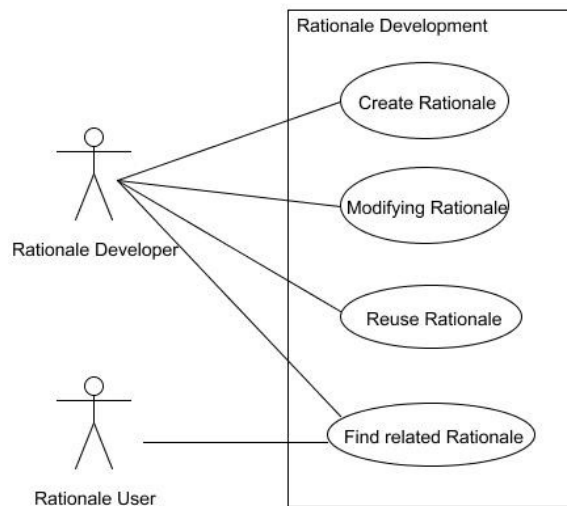 Rationale Development
Create Rationale
Modifying Rationale
Rationale Developer
Reuse Rationale
Find related Rationale
Rationale User